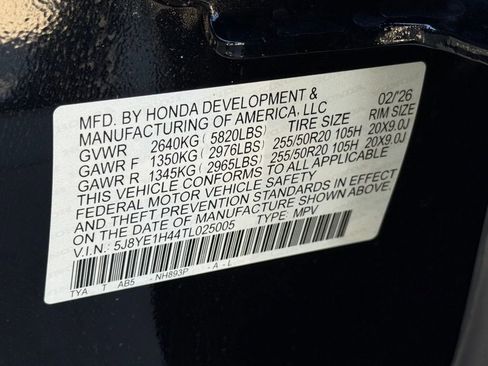 MFD. BY HONDA DEVELOPMENT & 02/'26
MANUFACTURING OF AMERICA, LLC
GVWR 2640KG ( 5820LBS) TIRE SIZE RIM SIZE
GAWR F 1350KG ( 2976LBS) 255/50R20 105H 20X9.0J
GAWR R 1345KG ( 2965LBS) 255/50R20 105H 20X9.0J
THIS VEHICLE CONFORMS TO ALL APPLICABLE
FEDERAL MOTOR VEHICLE SAFETY
AND THEFT PREVENTION STANDARDS IN EFFECT
ON THE DATE OF MANUFACTURE SHOWN ABOVE.
V.I.N.: 5J8YE1H44TL025005 TYPE: MPV
TYA T AB5 NH893P - A - L